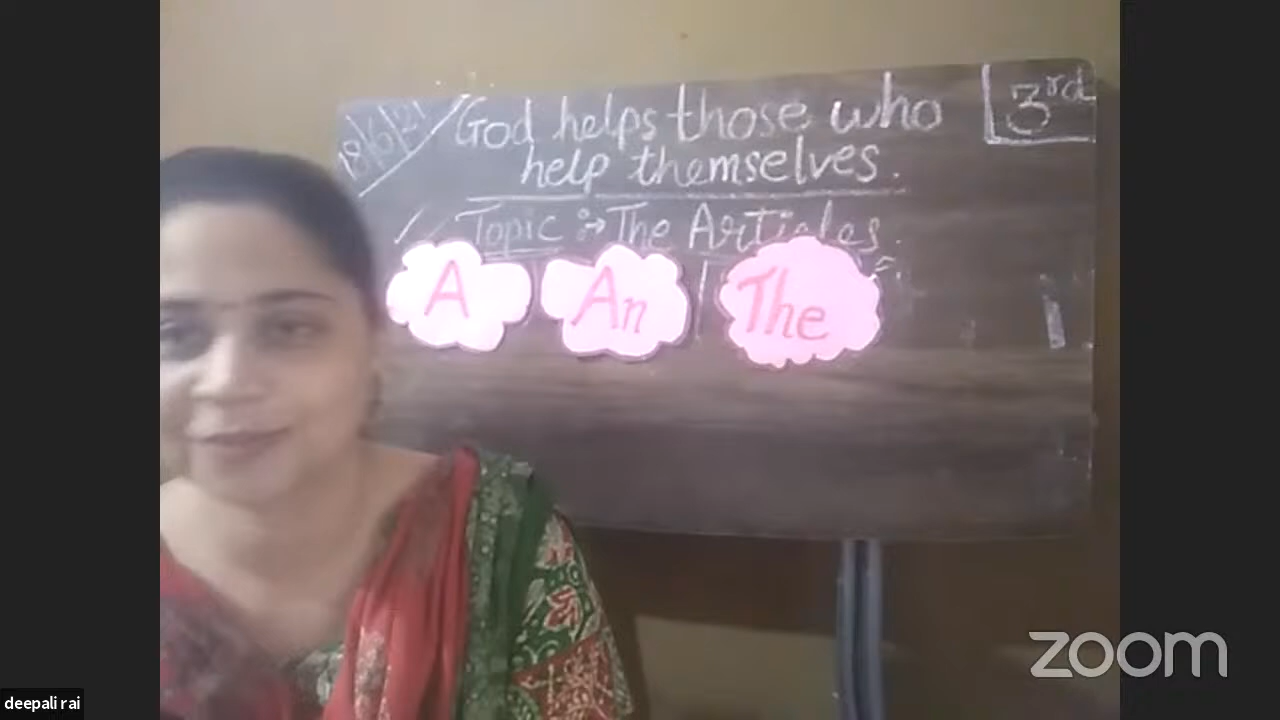 18/6/21
God helps those who
help themselves.
3rd
Topic :→ The Articles.
A
An
The
zoom
deepali rai